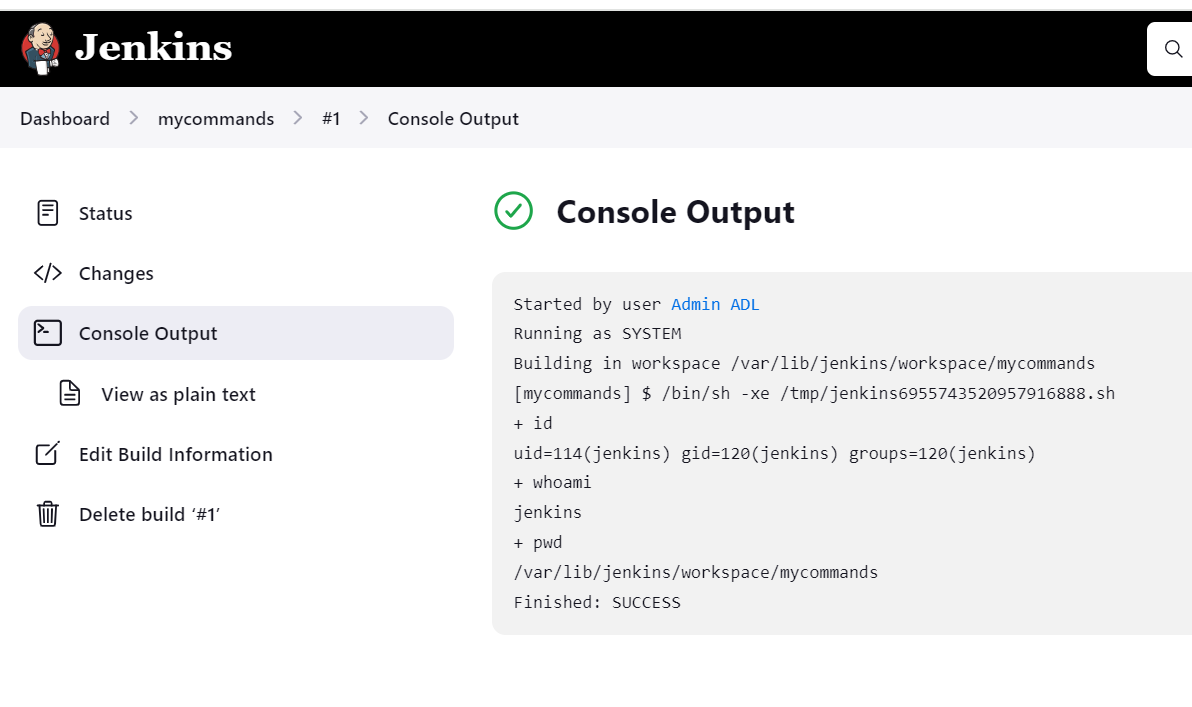 Jenkins
Dashboard > mycommands > #1 > Console Output
Status
Changes
Console Output
View as plain text
Edit Build Information
Delete build ‘#1’
Console Output
Started by user Admin ADL
Running as SYSTEM
Building in workspace /var/lib/jenkins/workspace/mycommands
[mycommands] $ /bin/sh -xe /tmp/jenkins6955743520957916888.sh
+ id
uid=114(jenkins) gid=120(jenkins) groups=120(jenkins)
+ whoami
jenkins
+ pwd
/var/lib/jenkins/workspace/mycommands
Finished: SUCCESS